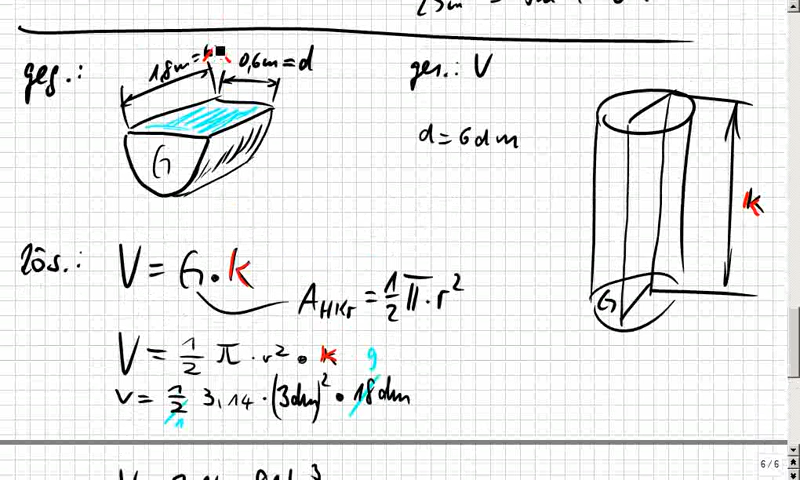 geg.: 1,8m = k 0,6m = d ges.: V
d = 6dm
G
k
G
lös.: V = G · k
A_HKr = 1/2 π · r²
V = 1/2 π · r² · k
9
V = 1/2 3,14 · (3dm)² · 18dm
1
6/6